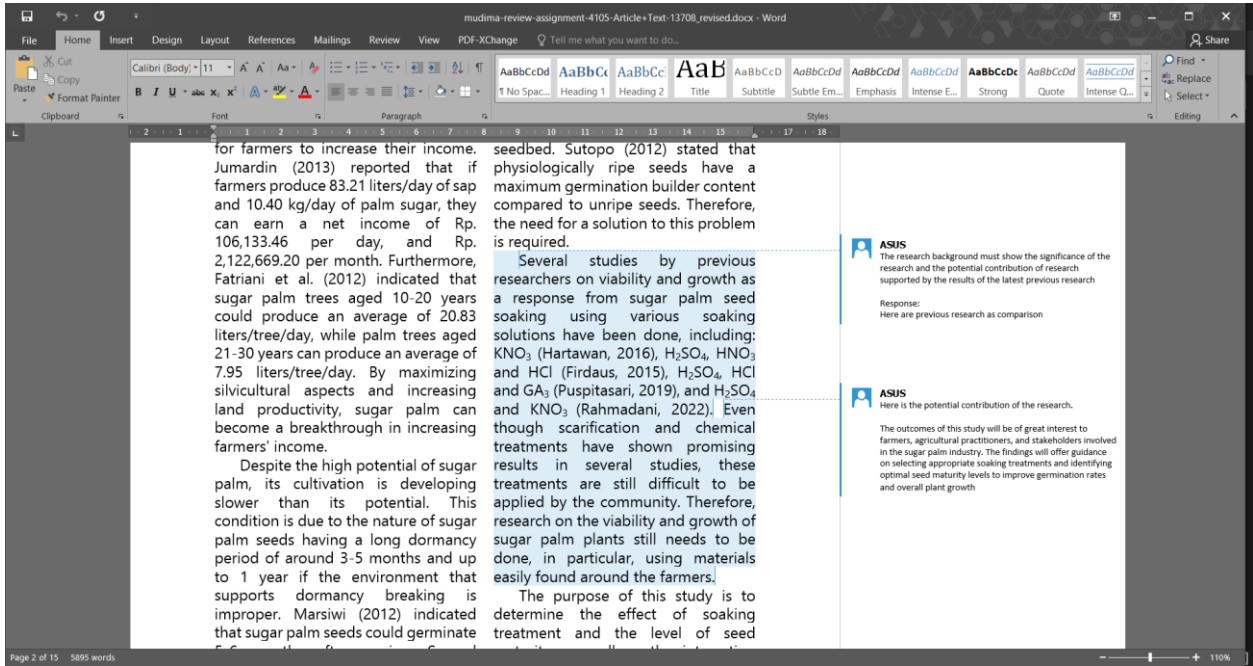 mudima-review-assignment-4105-Article+Text-13708_revised.docx - Word
File Home Insert Design Layout References Mailings Review View PDF-XChange Tell me what you want to do... Share
Paste
Cut
Copy
Format Painter
Clipboard
Calibri (Body) 11
Font
Paragraph
AaBbCcDd AaBbCc AaBbCc AaB AaBbCcD AaBbCcDd AaBbCcDd AaBbCcDd AaBbCcDc AaBbCcDd AaBbCcDd
¶ No Spac... Heading 1 Heading 2 Title Subtitle Subtle Em... Emphasis Intense E... Strong Quote Intense Q...
Styles
Find
Replace
Select
Editing
2 1 1 2 3 4 5 6 7 8 9 10 11 12 13 14 15 17 18
for farmers to increase their income.
Jumardin (2013) reported that if
farmers produce 83.21 liters/day of sap
and 10.40 kg/day of palm sugar, they
can earn a net income of Rp.
106,133.46 per day, and Rp.
2,122,669.20 per month. Furthermore,
Fatriani et al. (2012) indicated that
sugar palm trees aged 10-20 years
could produce an average of 20.83
liters/tree/day, while palm trees aged
21-30 years can produce an average of
7.95 liters/tree/day. By maximizing
silvicultural aspects and increasing
land productivity, sugar palm can
become a breakthrough in increasing
farmers' income.
Despite the high potential of sugar
palm, its cultivation is developing
slower than its potential. This
condition is due to the nature of sugar
palm seeds having a long dormancy
period of around 3-5 months and up
to 1 year if the environment that
supports dormancy breaking is
improper. Marsiwi (2012) indicated
that sugar palm seeds could germinate
seedbed. Sutopo (2012) stated that
physiologically ripe seeds have a
maximum germination builder content
compared to unripe seeds. Therefore,
the need for a solution to this problem
is required.
Several studies by previous
researchers on viability and growth as
a response from sugar palm seed
soaking using various soaking
solutions have been done, including:
KNO₃ (Hartawan, 2016), H₂SO₄, HNO₃
and HCl (Firdaus, 2015), H₂SO₄, HCl
and GA₃ (Puspitasari, 2019), and H₂SO₄
and KNO₃ (Rahmadani, 2022). Even
though scarification and chemical
treatments have shown promising
results in several studies, these
treatments are still difficult to be
applied by the community. Therefore,
research on the viability and growth of
sugar palm plants still needs to be
done, in particular, using materials
easily found around the farmers.
The purpose of this study is to
determine the effect of soaking
treatment and the level of seed
ASUS
The research background must show the significance of the
research and the potential contribution of research
supported by the results of the latest previous research
Response:
Here are previous research as comparison
ASUS
Here is the potential contribution of the research.
The outcomes of this study will be of great interest to
farmers, agricultural practitioners, and stakeholders involved
in the sugar palm industry. The findings will offer guidance
on selecting appropriate soaking treatments and identifying
optimal seed maturity levels to improve germination rates
and overall plant growth
Page 2 of 15 5895 words
110%